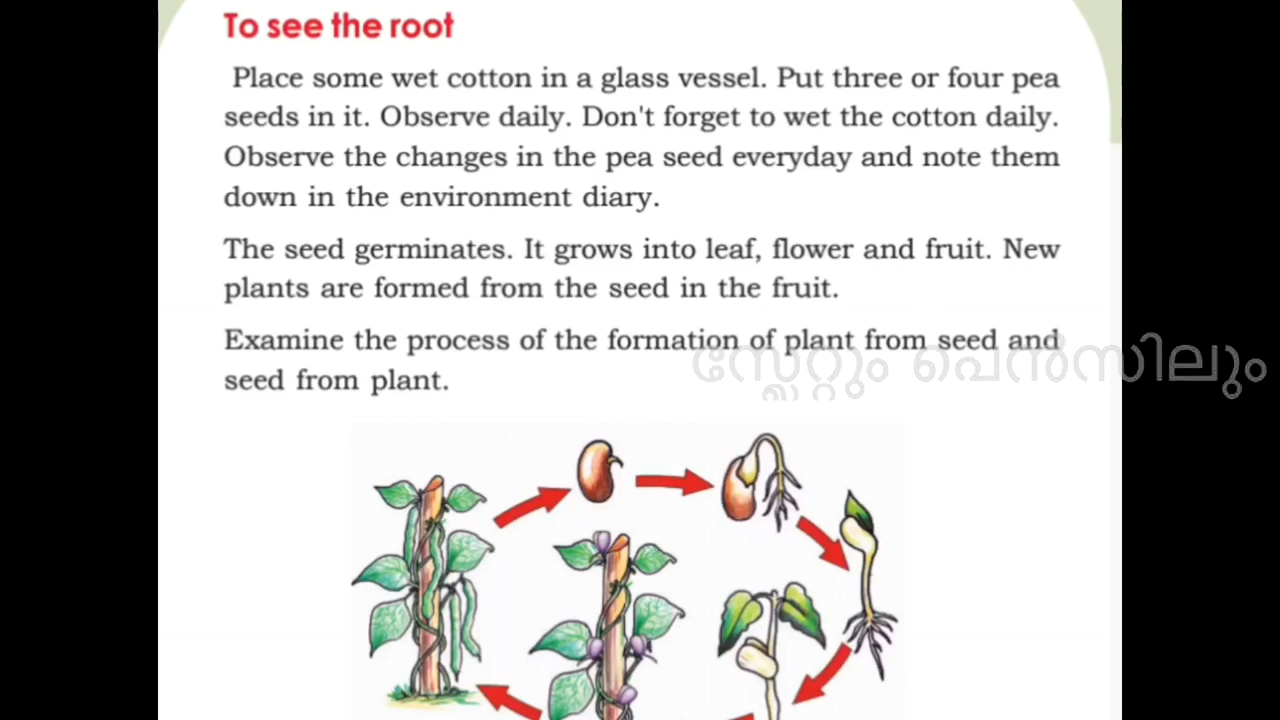 To see the root
Place some wet cotton in a glass vessel. Put three or four pea
seeds in it. Observe daily. Don't forget to wet the cotton daily.
Observe the changes in the pea seed everyday and note them
down in the environment diary.
The seed germinates. It grows into leaf, flower and fruit. New
plants are formed from the seed in the fruit.
Examine the process of the formation of plant from seed and
seed from plant.
സ്ലേറ്റും പെൻസിലും